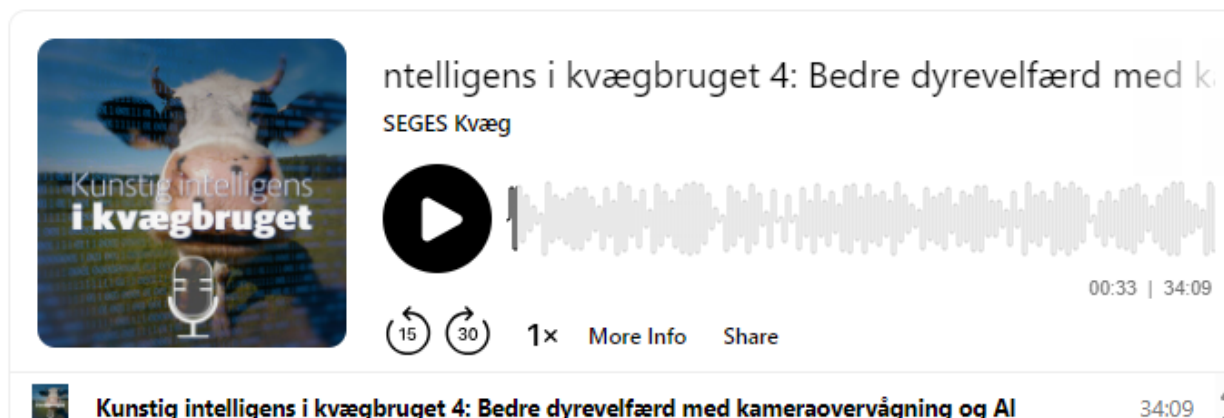 Kunstig intelligens
i kvægbruget
ntelligens i kvægbruget 4: Bedre dyrevelfærd med k
SEGES Kvæg
00:33 | 34:09
15 30 1× More Info Share
Kunstig intelligens i kvægbruget 4: Bedre dyrevelfærd med kameraovervågning og AI 34:09